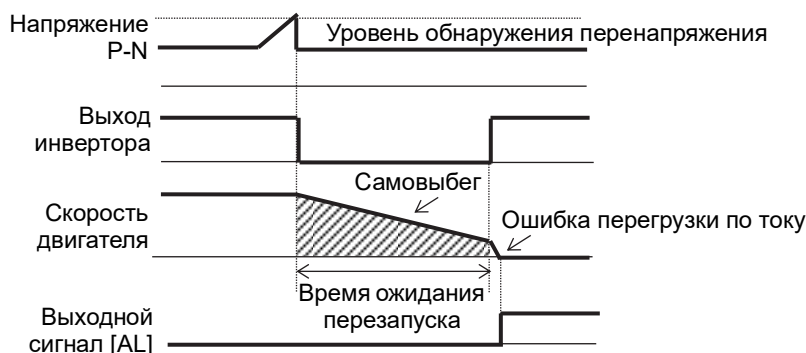 Напряжение
P-N
Уровень обнаружения перенапряжения
Выход
инвертора
Самовыбег
Скорость
двигателя
Ошибка перегрузки по току
Время ожидания
перезапуска
Выходной
сигнал [AL]